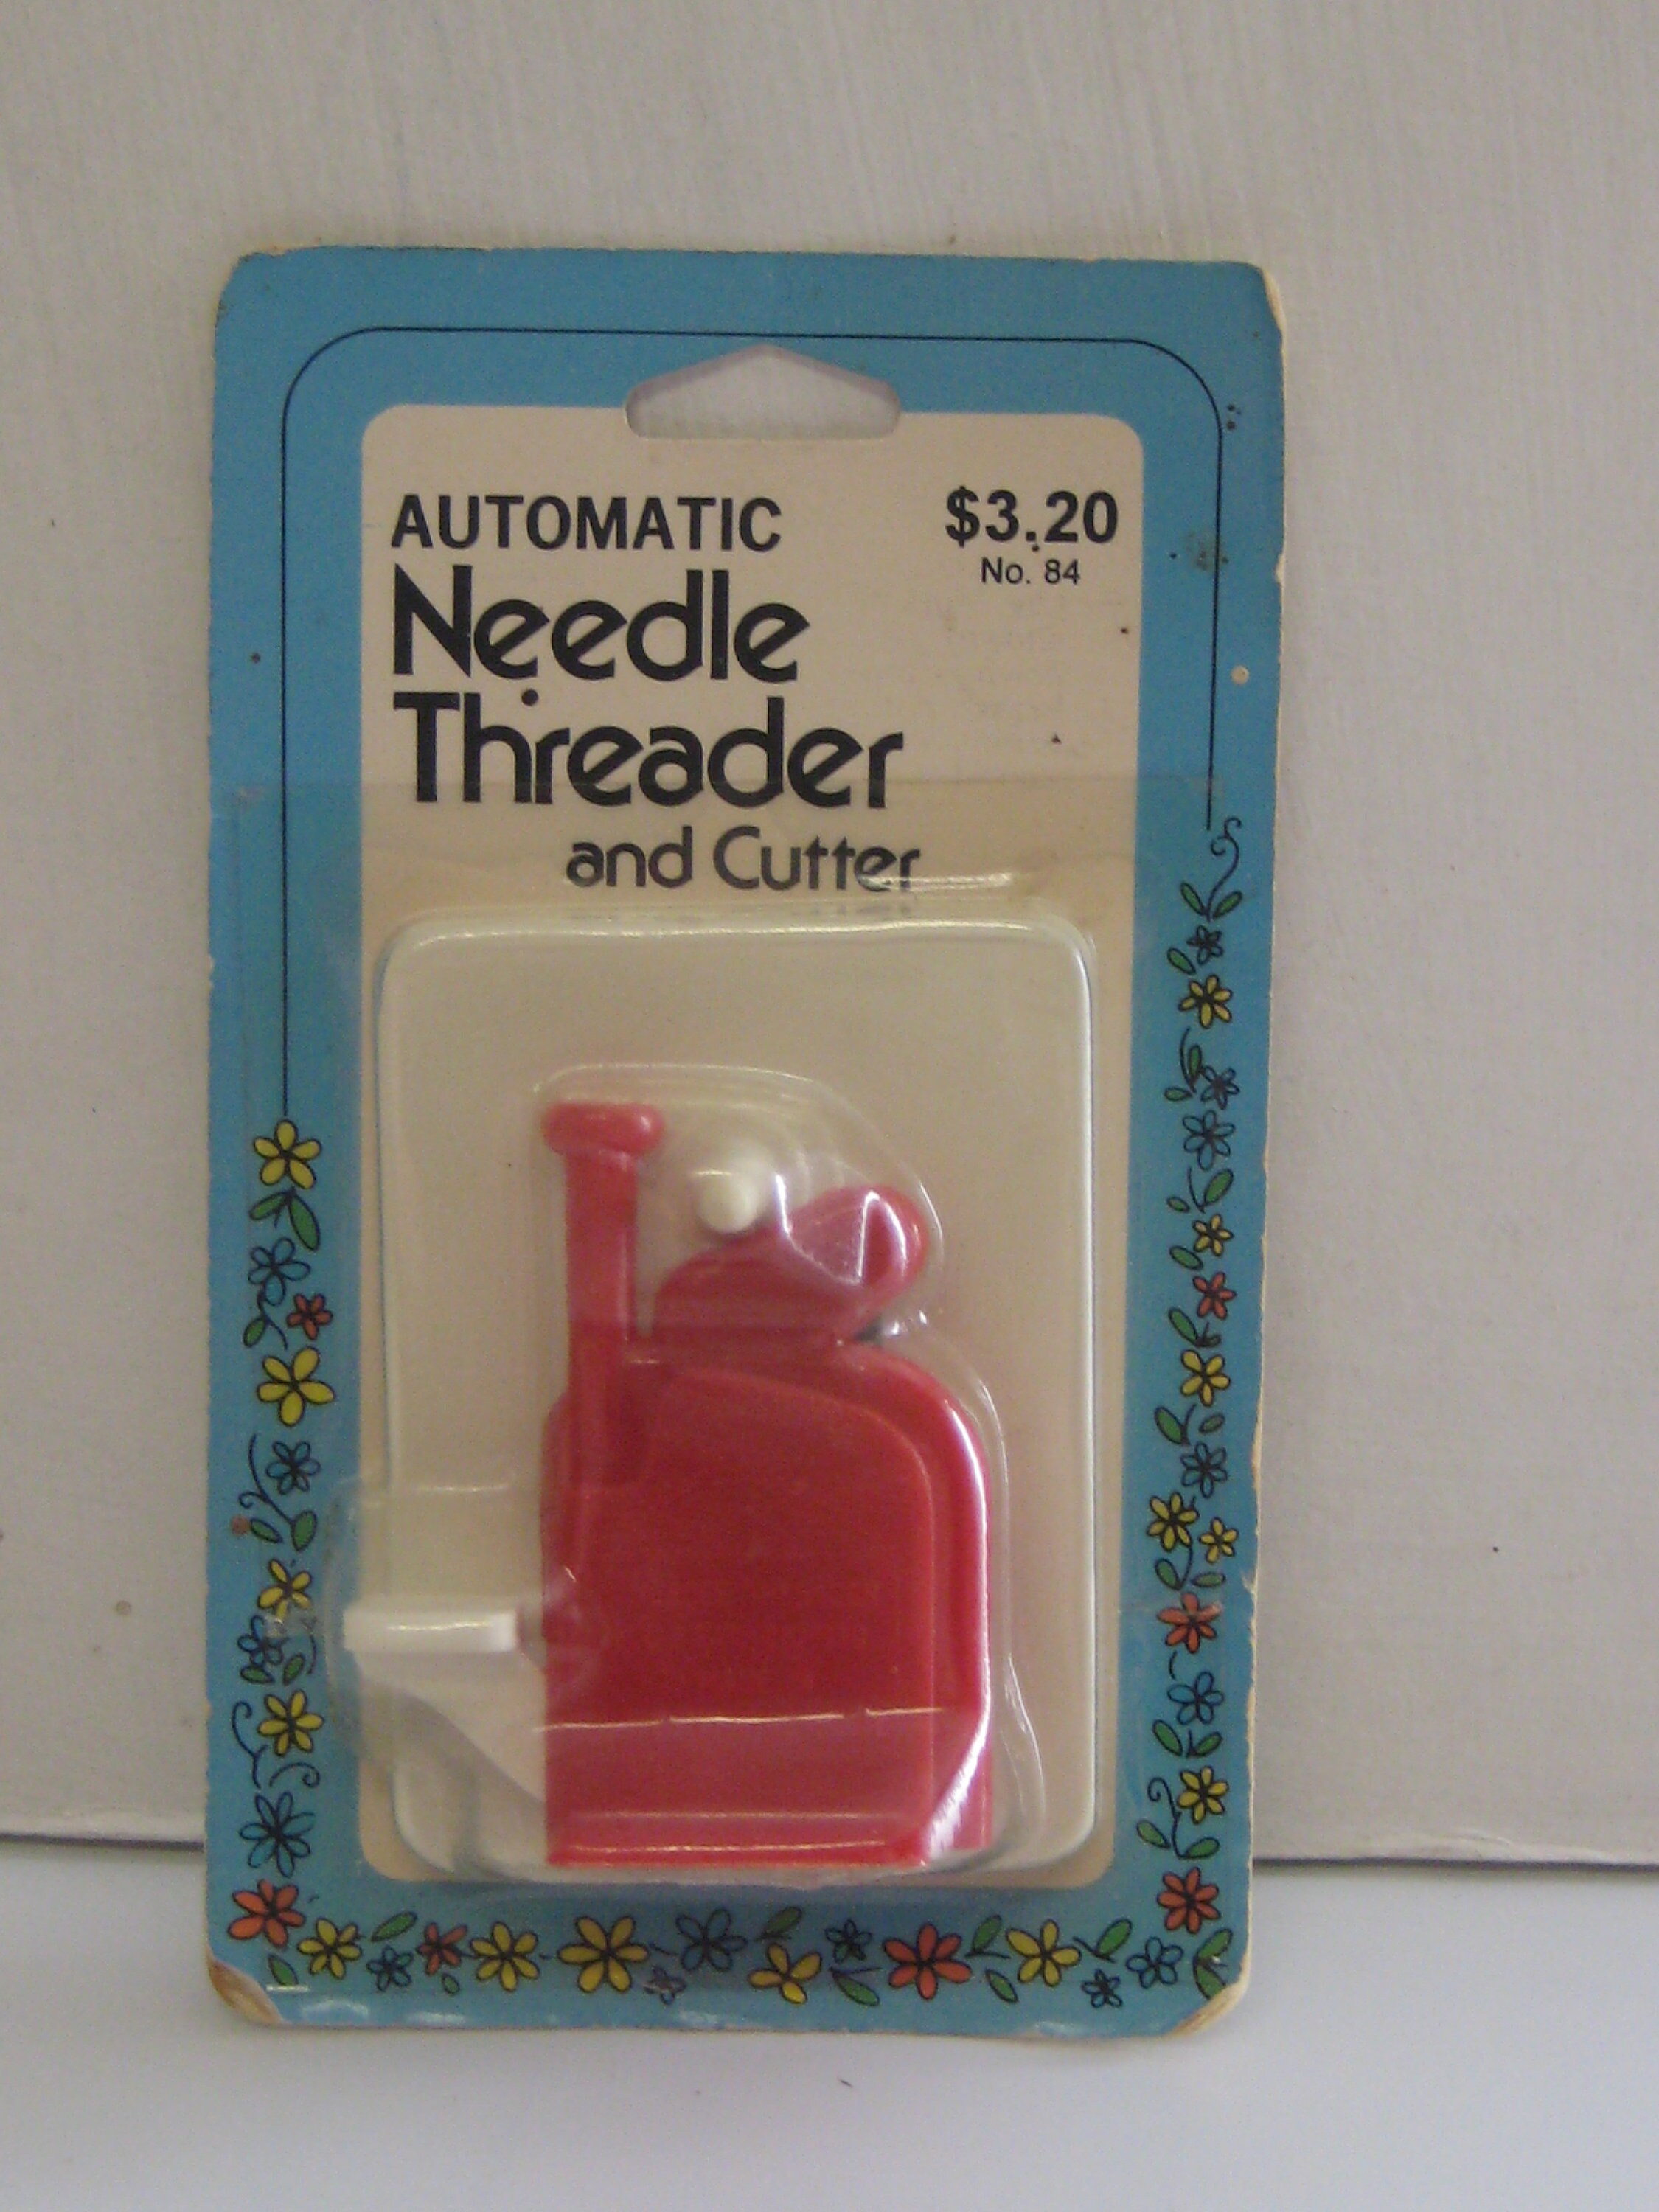 AUTOMATIC
$3.20
No. 84
Needle
Threader
and Cutter